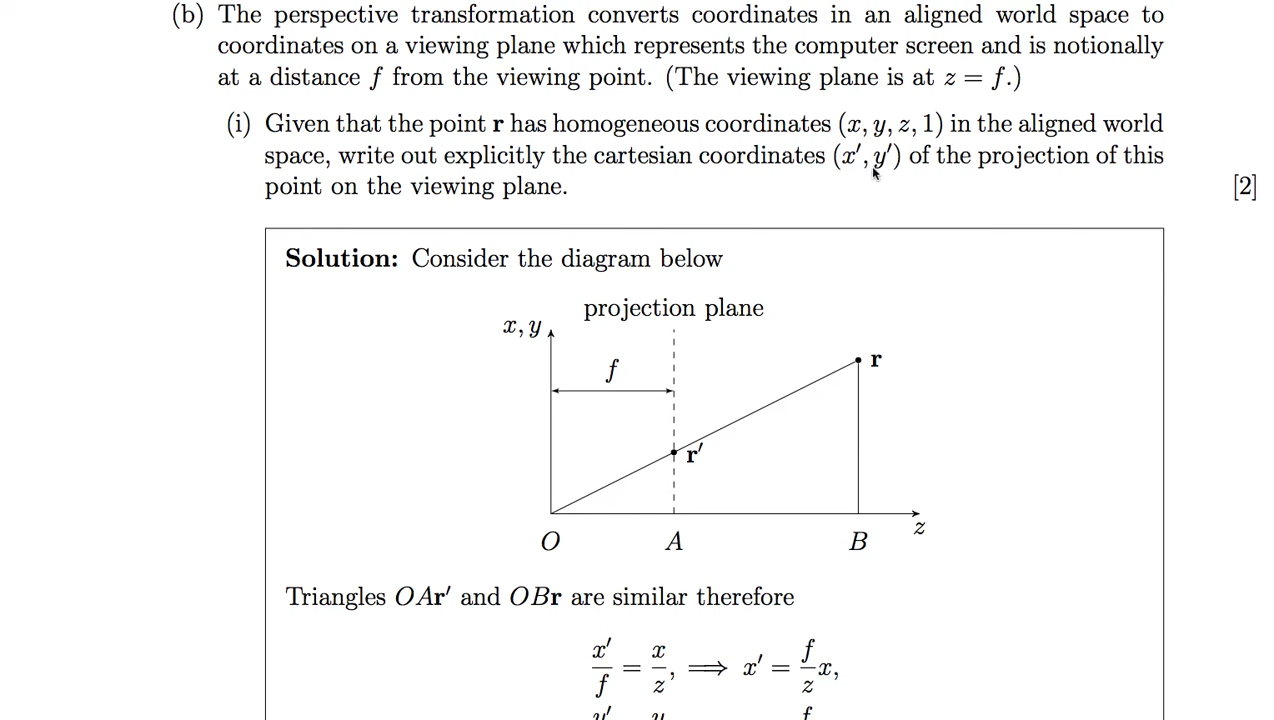 (b) The perspective transformation converts coordinates in an aligned world space to
coordinates on a viewing plane which represents the computer screen and is notionally
at a distance f from the viewing point. (The viewing plane is at z = f.)
(i) Given that the point r has homogeneous coordinates (x, y, z, 1) in the aligned world
space, write out explicitly the cartesian coordinates (x′, y′) of the projection of this
point on the viewing plane. [2]
Solution: Consider the diagram below
projection plane
x, y
f
r
r′
z
O A B
Triangles OAr′ and OBr are similar therefore
x′/f = x/z, ⟹ x′ = f/z x,
y′ y f